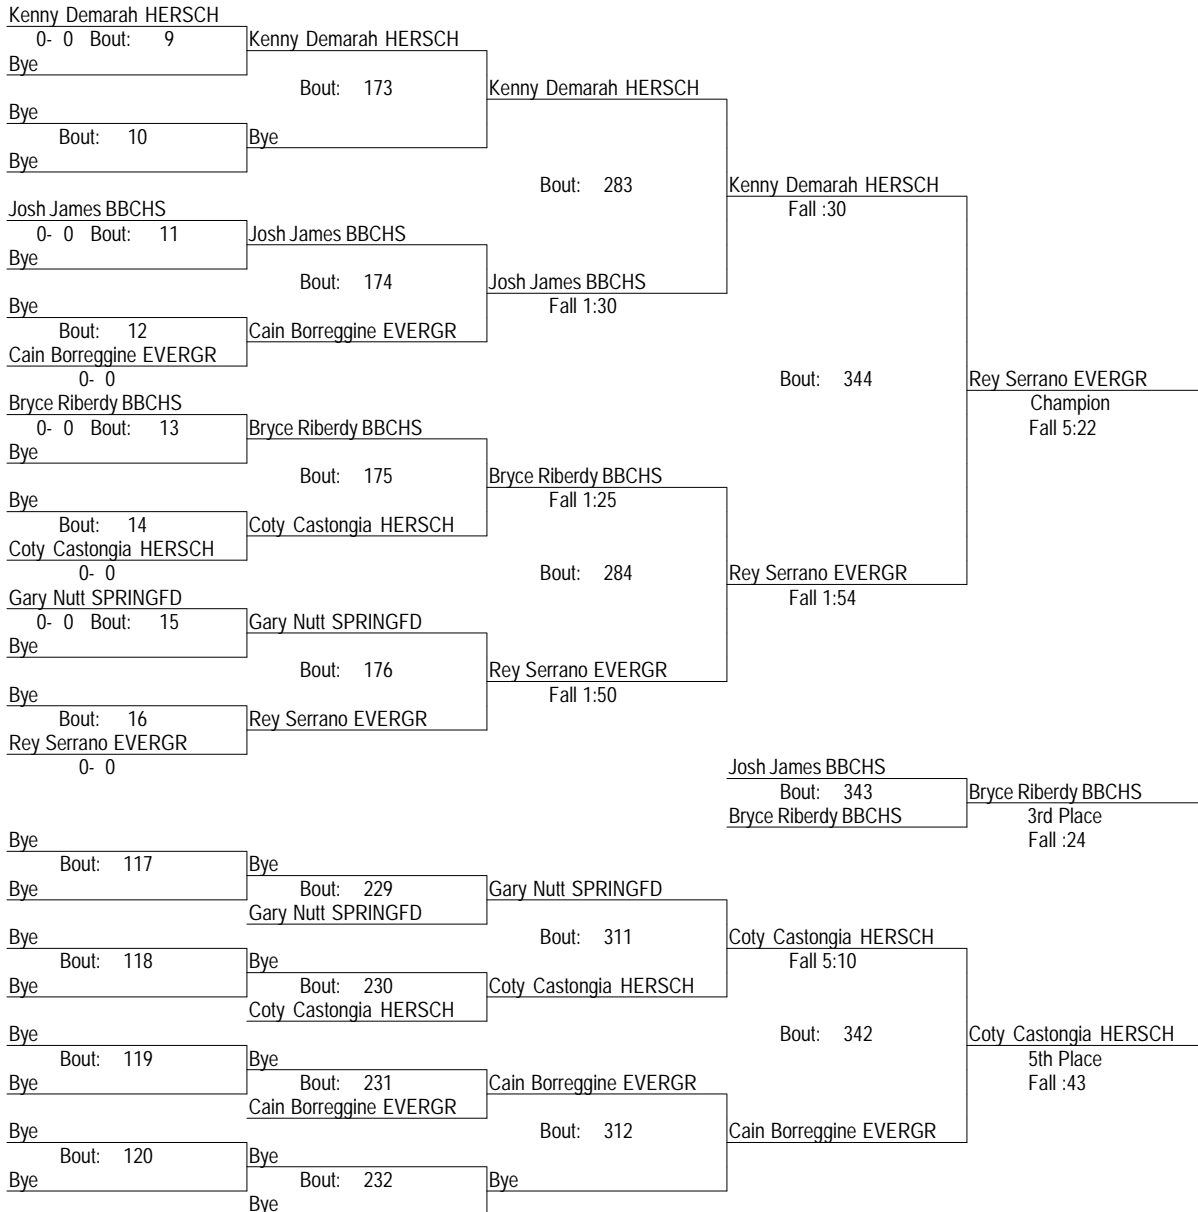 Kenny Demarah HERSCH
0- 0 Bout: 9
Kenny Demarah HERSCH
Bye
Bout: 173
Kenny Demarah HERSCH
Bye
Bout: 10
Bye
Bye
Bout: 283
Kenny Demarah HERSCH
Fall :30
Josh James BBCHS
0- 0 Bout: 11
Josh James BBCHS
Bye
Bout: 174
Josh James BBCHS
Fall 1:30
Bye
Bout: 12
Cain Borreggine EVERGR
Cain Borreggine EVERGR
0- 0
Bout: 344
Rey Serrano EVERGR
Champion
Fall 5:22
Bryce Riberdy BBCHS
0- 0 Bout: 13
Bryce Riberdy BBCHS
Bye
Bout: 175
Bryce Riberdy BBCHS
Fall 1:25
Bye
Bout: 14
Coty Castongia HERSCH
Coty Castongia HERSCH
0- 0
Bout: 284
Rey Serrano EVERGR
Fall 1:54
Gary Nutt SPRINGFD
0- 0 Bout: 15
Gary Nutt SPRINGFD
Bye
Bout: 176
Rey Serrano EVERGR
Fall 1:50
Bye
Bout: 16
Rey Serrano EVERGR
Rey Serrano EVERGR
0- 0
Josh James BBCHS
Bout: 343
Bryce Riberdy BBCHS
Bryce Riberdy BBCHS
3rd Place
Fall :24
Bye
Bout: 117
Bye
Bye
Bout: 229
Gary Nutt SPRINGFD
Gary Nutt SPRINGFD
Bye
Bout: 311
Coty Castongia HERSCH
Fall 5:10
Bout: 118
Bye
Bye
Bout: 230
Coty Castongia HERSCH
Coty Castongia HERSCH
Bye
Bout: 342
Coty Castongia HERSCH
5th Place
Fall :43
Bout: 119
Bye
Bye
Bout: 231
Cain Borreggine EVERGR
Cain Borreggine EVERGR
Bye
Bout: 312
Cain Borreggine EVERGR
Bout: 120
Bye
Bye
Bout: 232
Bye
Bye